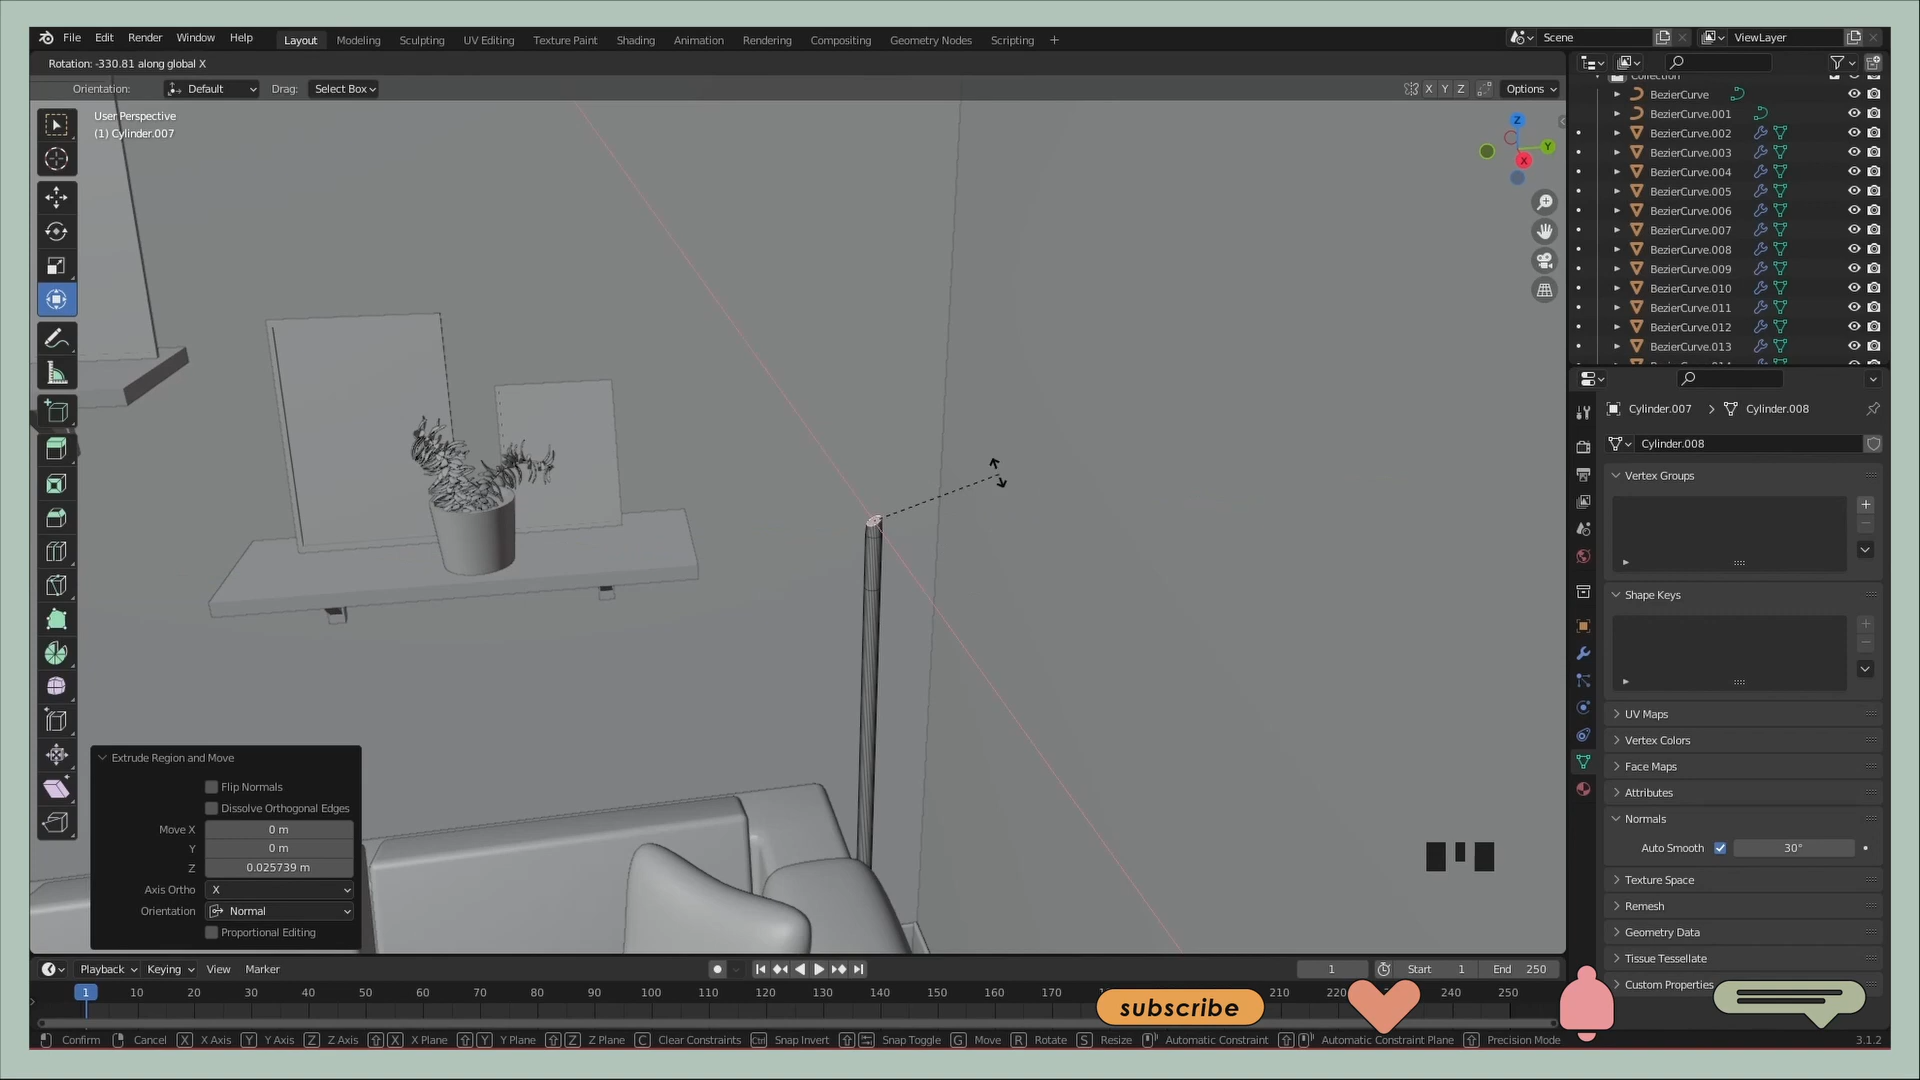 File Edit Render Window Help Layout Modeling Sculpting UV Editing Texture Paint Shading Animation Rendering Compositing Geometry Nodes Scripting + Scene ViewLayer
Rotation: -330.81 along global X
Orientation: Default Drag: Select Box X Y Z Options
User Perspective
(1) Cylinder.007
Z
Y
X
Collection
BezierCurve
BezierCurve.001
BezierCurve.002
BezierCurve.003
BezierCurve.004
BezierCurve.005
BezierCurve.006
BezierCurve.007
BezierCurve.008
BezierCurve.009
BezierCurve.010
BezierCurve.011
BezierCurve.012
BezierCurve.013
Cylinder.007 > Cylinder.008
Cylinder.008
Vertex Groups
Shape Keys
UV Maps
Vertex Colors
Face Maps
Attributes
Normals
Auto Smooth 30°
Texture Space
Remesh
Geometry Data
Tissue Tessellate
Custom Properties
Extrude Region and Move
Flip Normals
Dissolve Orthogonal Edges
Move X 0 m
Y 0 m
Z 0.025739 m
Axis Ortho X
Orientation Normal
Proportional Editing
Playback Keying View Marker 1 Start 1 End 250
1 10 20 30 40 50 60 70 80 90 100 110 120 130 140 150 160 170 210 220 240 250
subscribe
Confirm Cancel X X Axis Y Y Axis Z Z Axis X X Plane Y Y Plane Z Z Plane C Clear Constraints Ctrl Snap Invert Snap Toggle G Move R Rotate S Resize Automatic Constraint Automatic Constraint Plane Precision Mode 3.1.2